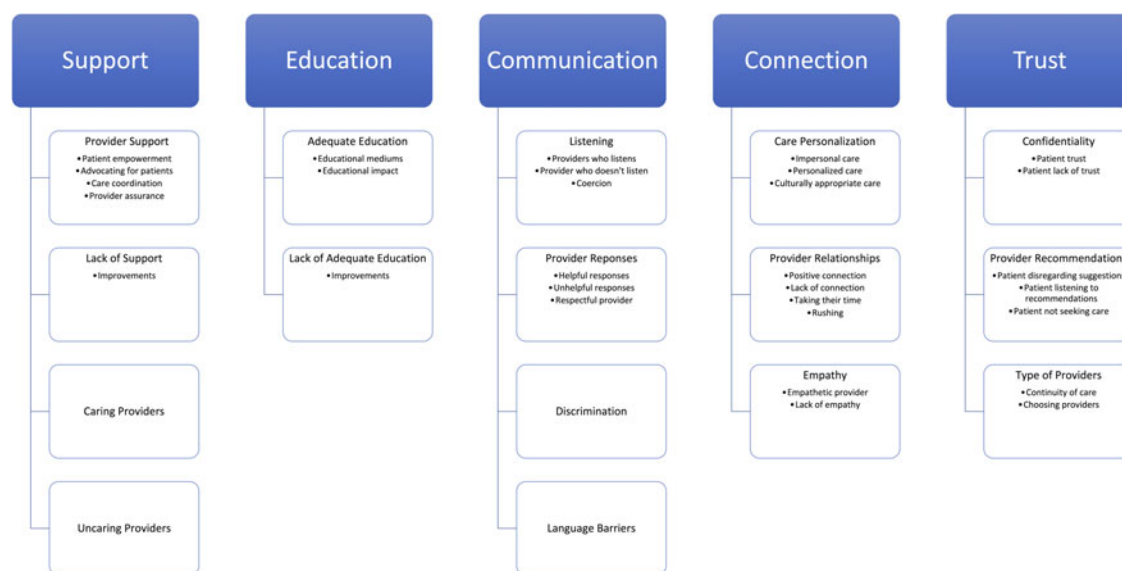 Support
Provider Support
•Patient empowerment
•Advocating for patients
•Care coordination
•Provider assurance
Lack of Support
•Improvements
Caring Providers
Uncaring Providers
Education
Adequate Education
•Educational mediums
•Educational impact
Lack of Adequate Education
•Improvements
Communication
Listening
•Providers who listens
•Provider who doesn't listen
•Coercion
Provider Reponses
•Helpful responses
•Unhelpful responses
•Respectful provider
Discrimination
Language Barriers
Connection
Care Personalization
•Impersonal care
•Personalized care
•Culturally appropriate care
Provider Relationships
•Positive connection
•Lack of connection
•Taking their time
•Rushing
Empathy
•Empathetic provider
•Lack of empathy
Trust
Confidentiality
•Patient trust
•Patient lack of trust
Provider Recommendation
•Patient disregarding suggestion
•Patient listening to
recommendations
•Patient not seeking care
Type of Providers
•Continuity of care
•Choosing providers